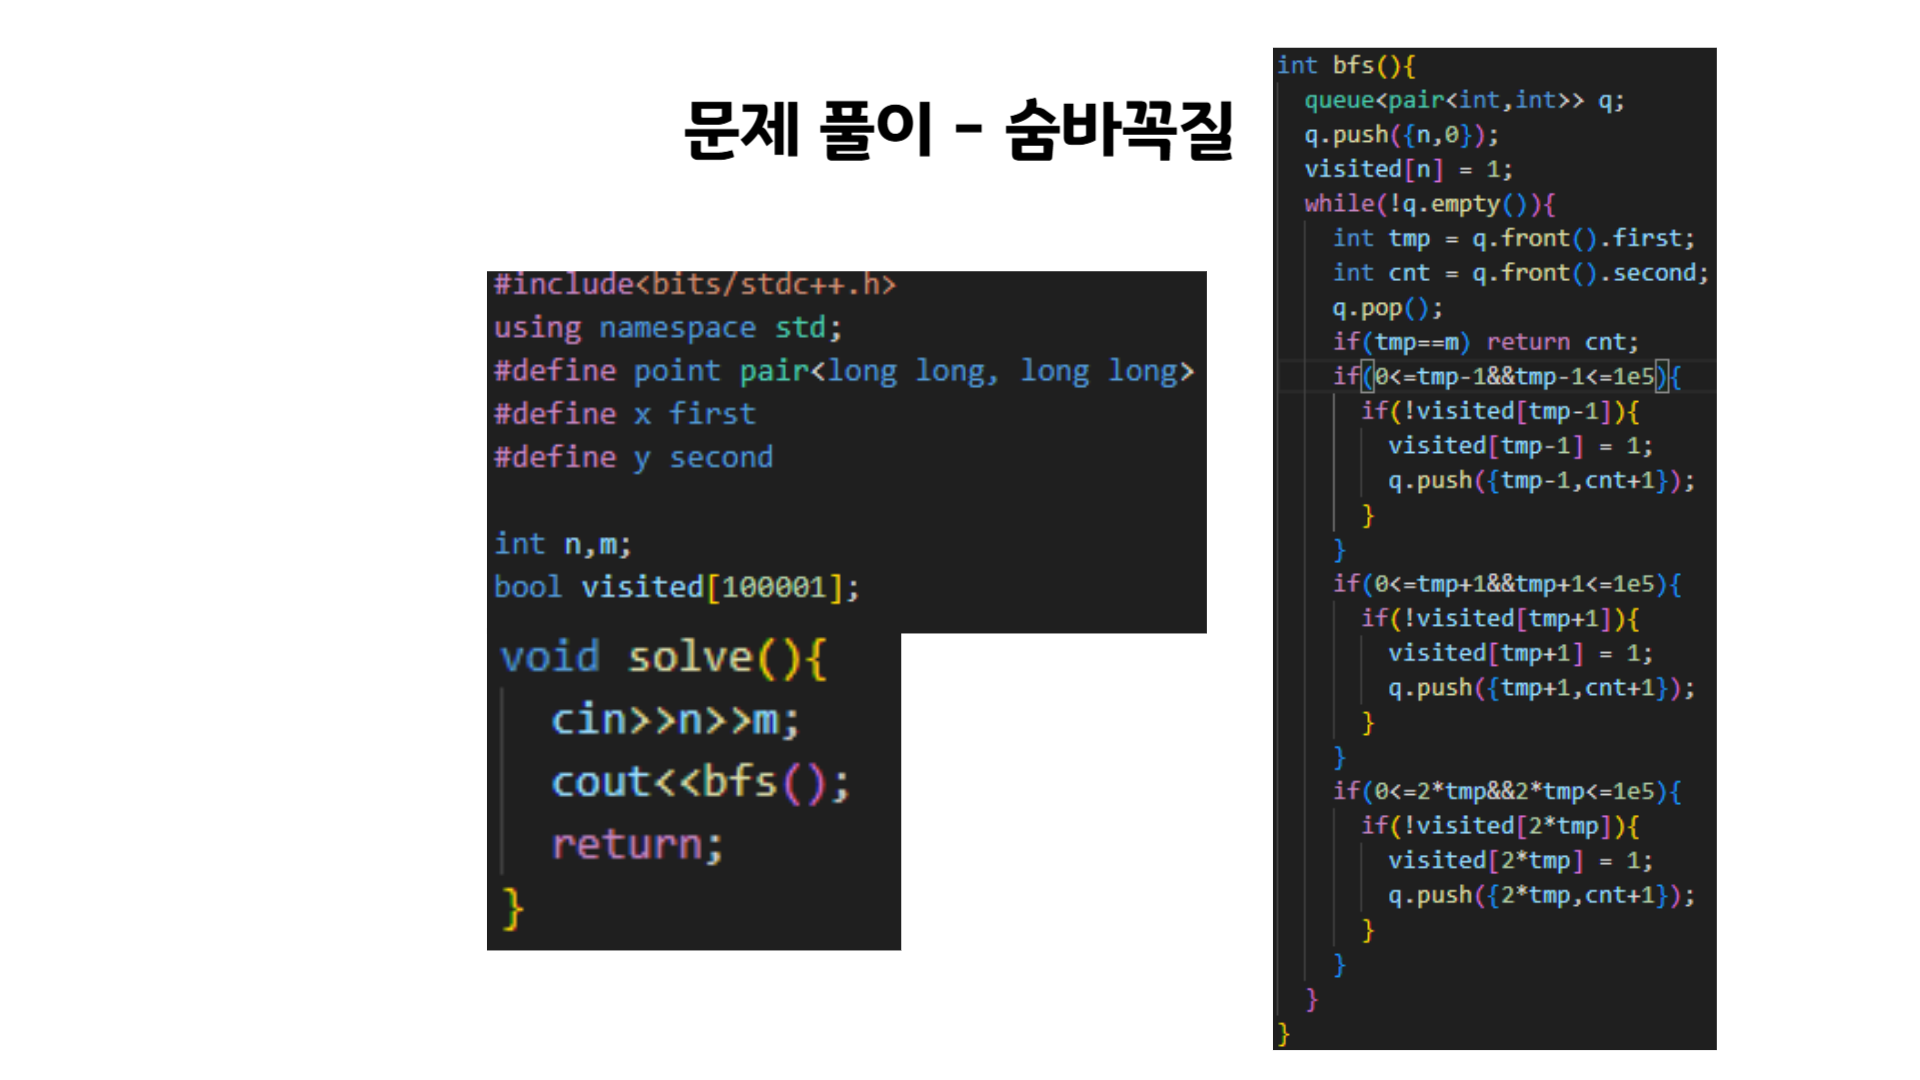 문제 풀이 - 숨바꼭질
#include<bits/stdc++.h>
using namespace std;
#define point pair<long long, long long>
#define x first
#define y second
int n,m;
bool visited[100001];
void solve(){
cin>>n>>m;
cout<<bfs();
return;
}
int bfs(){
queue<pair<int,int>> q;
q.push({n,0});
visited[n] = 1;
while(!q.empty()){
int tmp = q.front().first;
int cnt = q.front().second;
q.pop();
if(tmp==m) return cnt;
if(0<=tmp-1&&tmp-1<=1e5){
if(!visited[tmp-1]){
visited[tmp-1] = 1;
q.push({tmp-1,cnt+1});
}
}
if(0<=tmp+1&&tmp+1<=1e5){
if(!visited[tmp+1]){
visited[tmp+1] = 1;
q.push({tmp+1,cnt+1});
}
}
if(0<=2*tmp&&2*tmp<=1e5){
if(!visited[2*tmp]){
visited[2*tmp] = 1;
q.push({2*tmp,cnt+1});
}
}
}
}